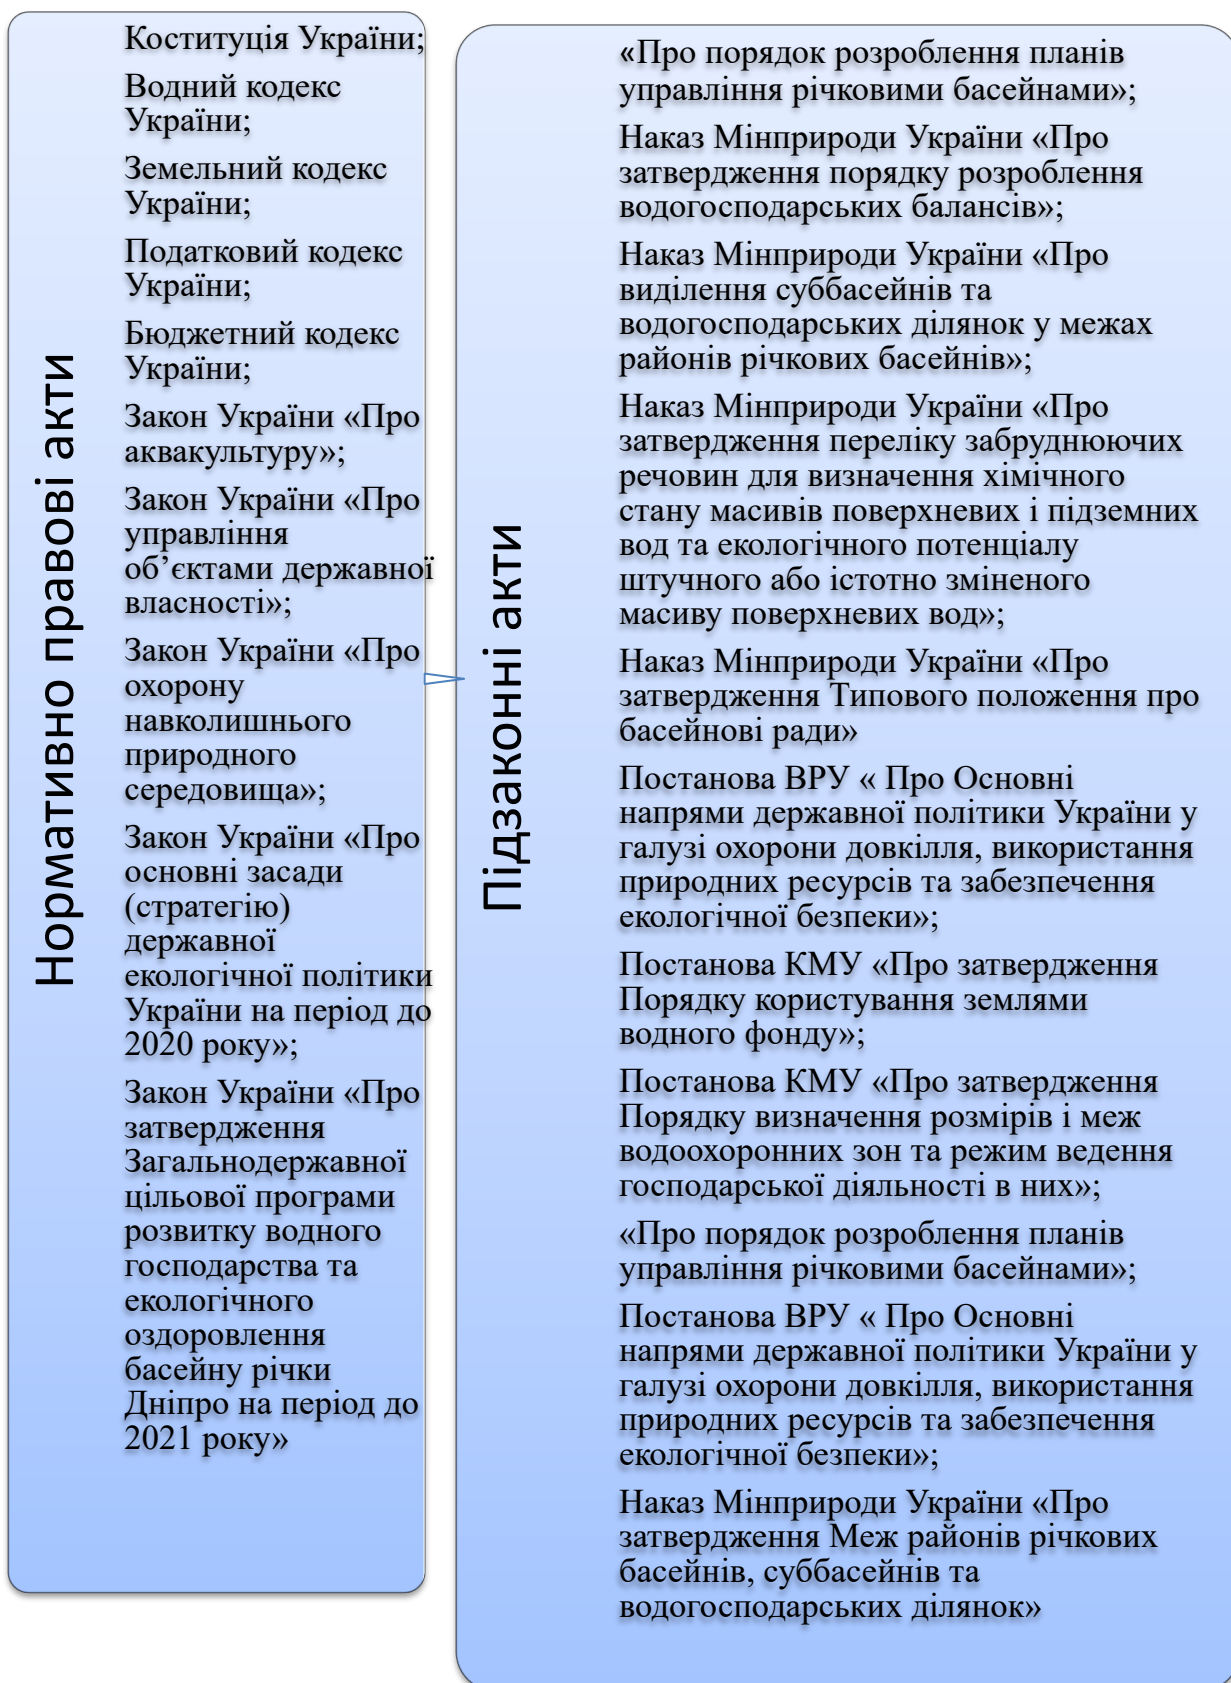 Нормативно правові акти
Коституція України;
Водний кодекс
України;
Земельний кодекс
України;
Податковий кодекс
України;
Бюджетний кодекс
України;
Закон України «Про
аквакультуру»;
Закон України «Про
управління
об’єктами державної
власності»;
Закон України «Про
охорону
навколишнього
природного
середовища»;
Закон України «Про
основні засади
(стратегію)
державної
екологічної політики
України на період до
2020 року»;
Закон України «Про
затвердження
Загальнодержавної
цільової програми
розвитку водного
господарства та
екологічного
оздоровлення
басейну річки
Дніпро на період до
2021 року»
Підзаконні акти
«Про порядок розроблення планів
управління річковими басейнами»;
Наказ Мінприроди України «Про
затвердження порядку розроблення
водогосподарських балансів»;
Наказ Мінприроди України «Про
виділення суббасейнів та
водогосподарських ділянок у межах
районів річкових басейнів»;
Наказ Мінприроди України «Про
затвердження переліку забруднюючих
речовин для визначення хімічного
стану масивів поверхневих і підземних
вод та екологічного потенціалу
штучного або істотно зміненого
масиву поверхневих вод»;
Наказ Мінприроди України «Про
затвердження Типового положення про
басейнові ради»
Постанова ВРУ « Про Основні
напрями державної політики України у
галузі охорони довкілля, використання
природних ресурсів та забезпечення
екологічної безпеки»;
Постанова КМУ «Про затвердження
Порядку користування землями
водного фонду»;
Постанова КМУ «Про затвердження
Порядку визначення розмірів і меж
водоохоронних зон та режим ведення
господарської діяльності в них»;
«Про порядок розроблення планів
управління річковими басейнами»;
Постанова ВРУ « Про Основні
напрями державної політики України у
галузі охорони довкілля, використання
природних ресурсів та забезпечення
екологічної безпеки»;
Наказ Мінприроди України «Про
затвердження Меж районів річкових
басейнів, суббасейнів та
водогосподарських ділянок»